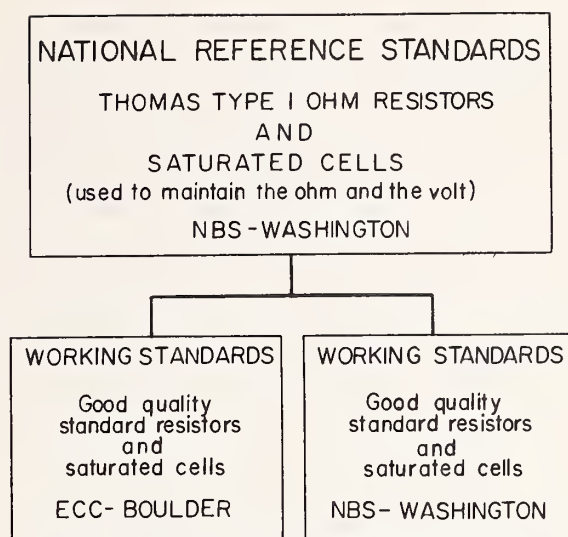 NATIONAL REFERENCE STANDARDS
THOMAS TYPE I OHM RESISTORS
AND
SATURATED CELLS
(used to maintain the ohm and the volt)
NBS-WASHINGTON
WORKING STANDARDS
Good quality
standard resistors
and
saturated cells
ECC- BOULDER
WORKING STANDARDS
Good quality
standard resistors
and
saturated cells
NBS- WASHINGTON